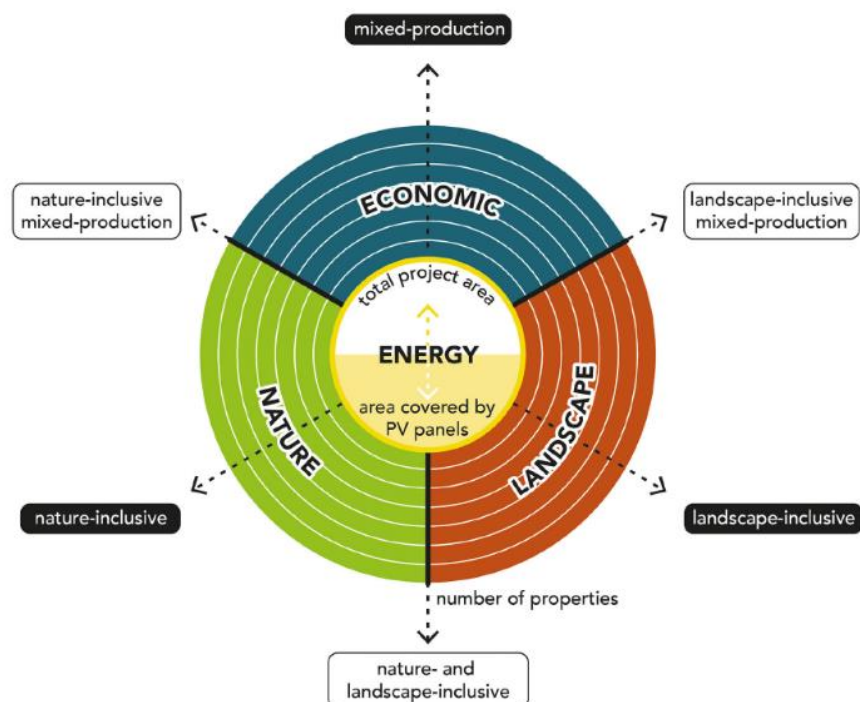 mixed-production
nature-inclusive
mixed-production
landscape-inclusive
mixed-production
ECONOMIC
total project area
ENERGY
area covered by
PV panels
NATURE
LANDSCAPE
nature-inclusive
landscape-inclusive
number of properties
nature- and
landscape-inclusive